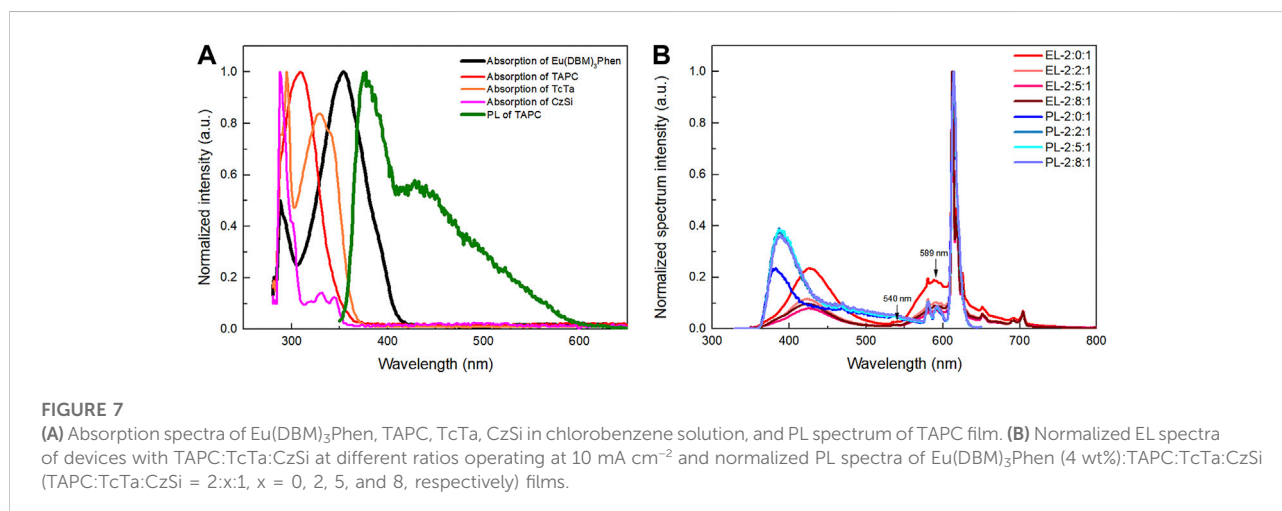 A
Absorption of Eu(DBM)₃Phen
Absorption of TAPC
Absorption of TcTa
Absorption of CzSi
PL of TAPC
1.0
0.8
0.6
0.4
0.2
0.0
Normalized intensity (a.u.)
300 400 500 600
Wavelength (nm)
B
EL-2:0:1
EL-2:2:1
EL-2:5:1
EL-2:8:1
PL-2:0:1
PL-2:2:1
PL-2:5:1
PL-2:8:1
1.0
0.8
0.6
0.4
0.2
0.0
Normalized spectrum intensity (a.u.)
589 nm
540 nm
300 400 500 600 700 800
Wavelength (nm)
FIGURE 7
(A) Absorption spectra of Eu(DBM)₃Phen, TAPC, TcTa, CzSi in chlorobenzene solution, and PL spectrum of TAPC film. (B) Normalized EL spectra
of devices with TAPC:TcTa:CzSi at different ratios operating at 10 mA cm⁻² and normalized PL spectra of Eu(DBM)₃Phen (4 wt%):TAPC:TcTa:CzSi
(TAPC:TcTa:CzSi = 2:x:1, x = 0, 2, 5, and 8, respectively) films.